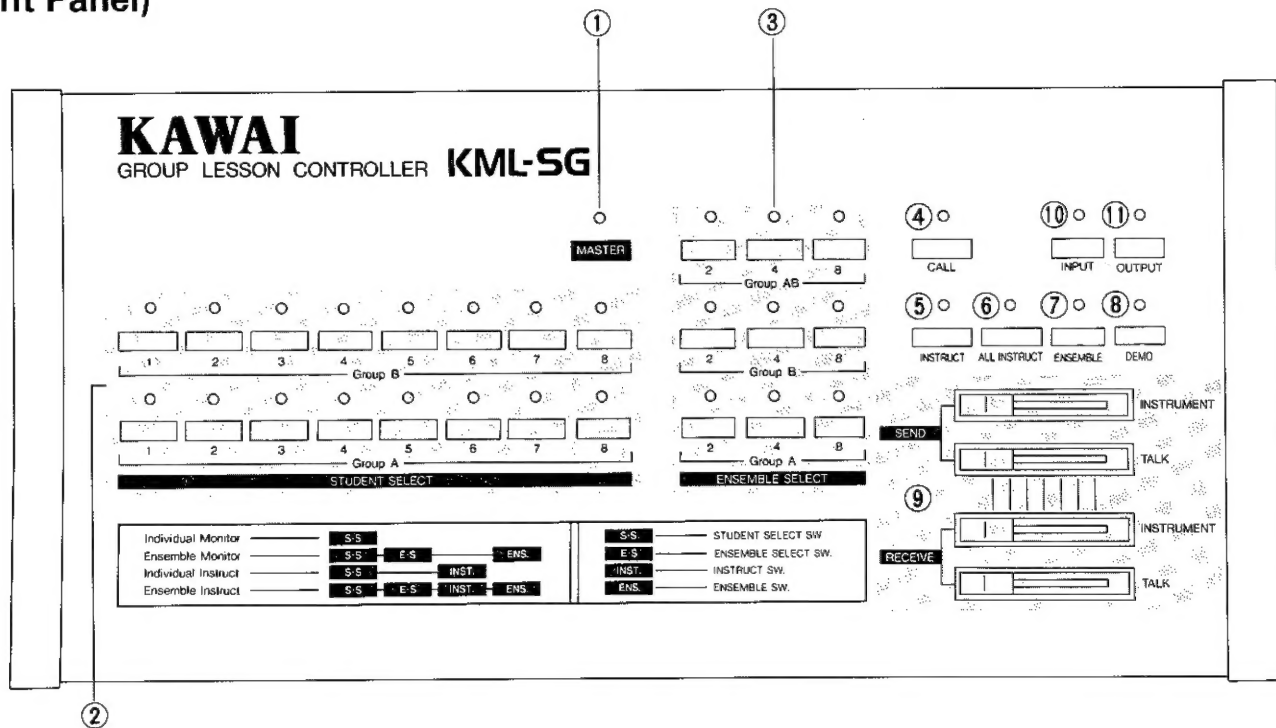 nt Panel)
① ③
KAWAI
GROUP LESSON CONTROLLER KML-SG
MASTER
2 4 8
Group AB
④ ⑩ ⑪
CALL INPUT OUTPUT
1 2 3 4 5 6 7 8
Group B
2 4 8
Group B
⑤ ⑥ ⑦ ⑧
INSTRUCT ALL INSTRUCT ENSEMBLE DEMO
1 2 3 4 5 6 7 8
Group A
STUDENT SELECT
2 4 8
Group A
ENSEMBLE SELECT
INSTRUMENT
SEND
TALK
⑨
INSTRUMENT
RECEIVE
TALK
Individual Monitor S·S
Ensemble Monitor S·S E·S ENS.
Individual Instruct S·S INST.
Ensemble Instruct S·S E·S INST. ENS.
S·S. STUDENT SELECT SW
E·S ENSEMBLE SELECT SW.
INST. INSTRUCT SW.
ENS. ENSEMBLE SW.
②